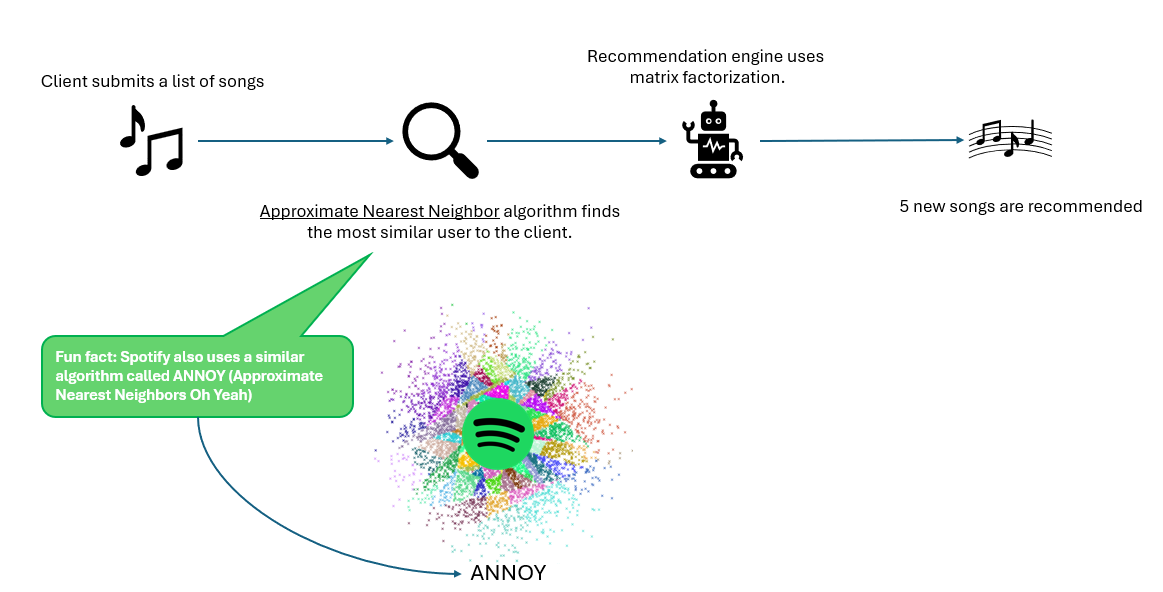 Client submits a list of songs
Recommendation engine uses
matrix factorization.
Approximate Nearest Neighbor algorithm finds
the most similar user to the client.
5 new songs are recommended
Fun fact: Spotify also uses a similar
algorithm called ANNOY (Approximate
Nearest Neighbors Oh Yeah)
ANNOY